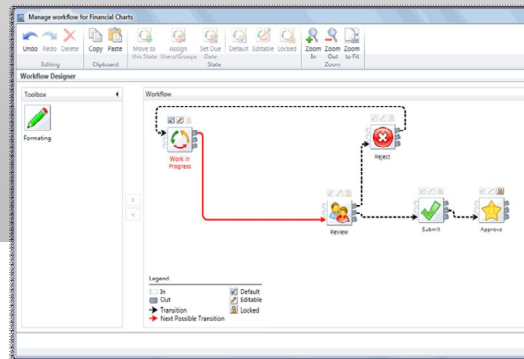 Manage workflow for Financial Charts
Undo Redo Delete Copy Paste Move to this State Assign Users/Groups Set Due Date Default Editable Locked Zoom In Zoom Out Zoom to Fit
Editing Clipboard State Zoom
Workflow Designer
Toolbox
Workflow
Formating
Work in
Progress
Reject
Review
Submit
Approve
Legend
In
Default
Out
Editable
Transition
Locked
Next Possible Transition